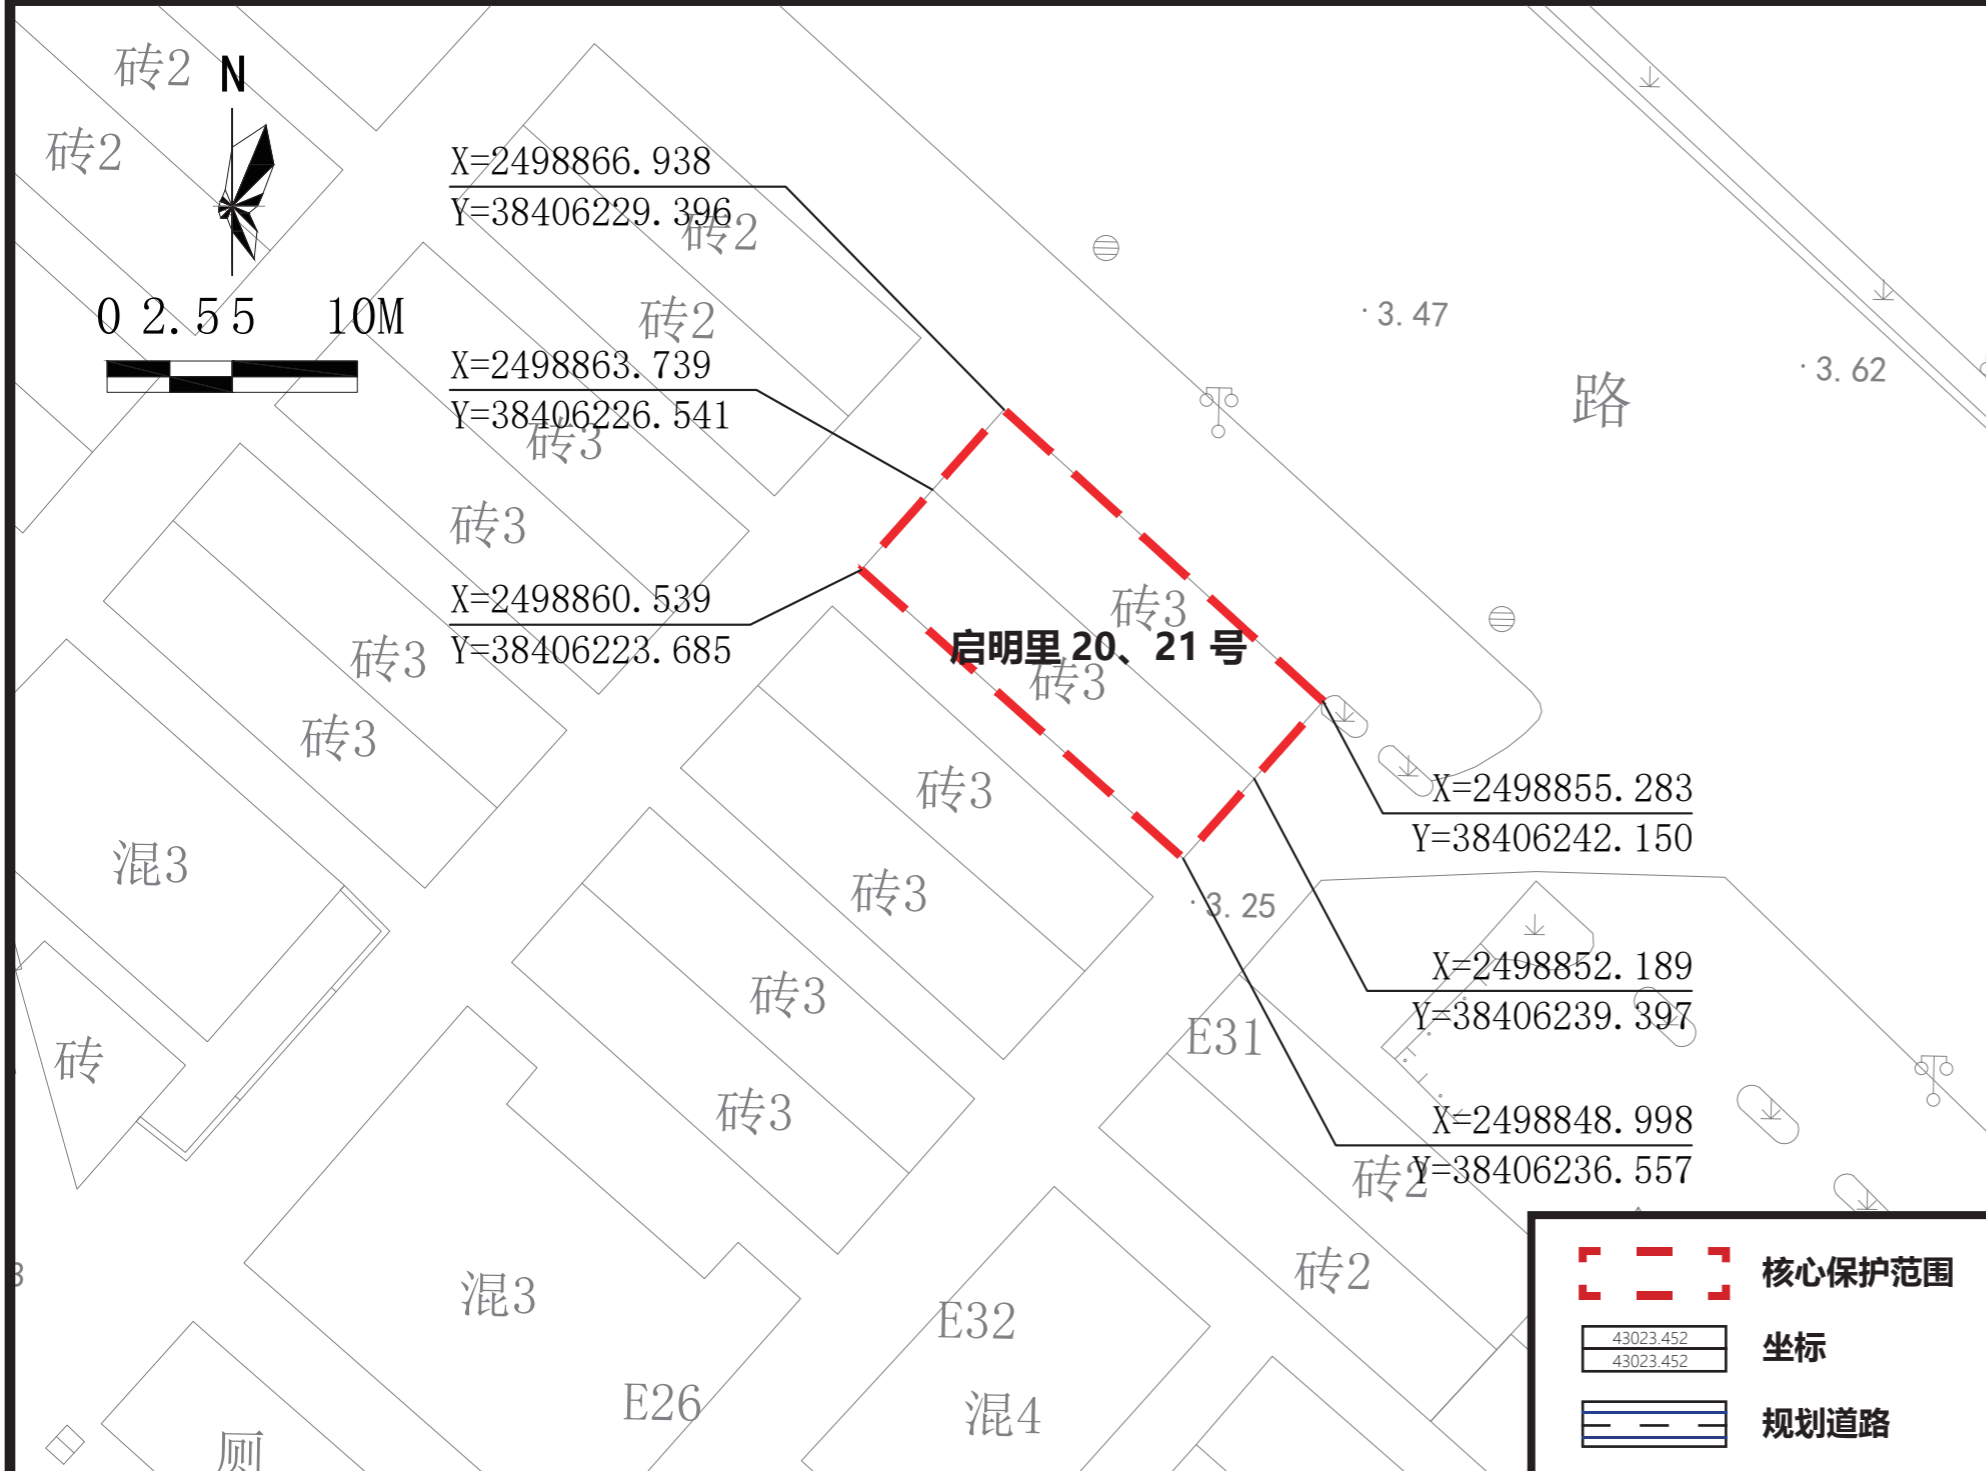 砖2
N
砖2
X=2498866.938
Y=38406229.396
砖2
0 2.55 10M
砖2
·3.47
·3.62
路
X=2498863.739
Y=38406226.541
砖3
砖3
X=2498860.539
Y=38406223.685
砖3
启明里 20、21 号
砖3
砖3
砖3
砖3
X=2498855.283
Y=38406242.150
混3
砖3
·3.25
X=2498852.189
Y=38406239.397
砖3
E31
砖
砖3
X=2498848.998
Y=38406236.557
砖2
砖2
混3
E32
E26
混4
厕
核心保护范围
43023.452
43023.452
坐标
规划道路